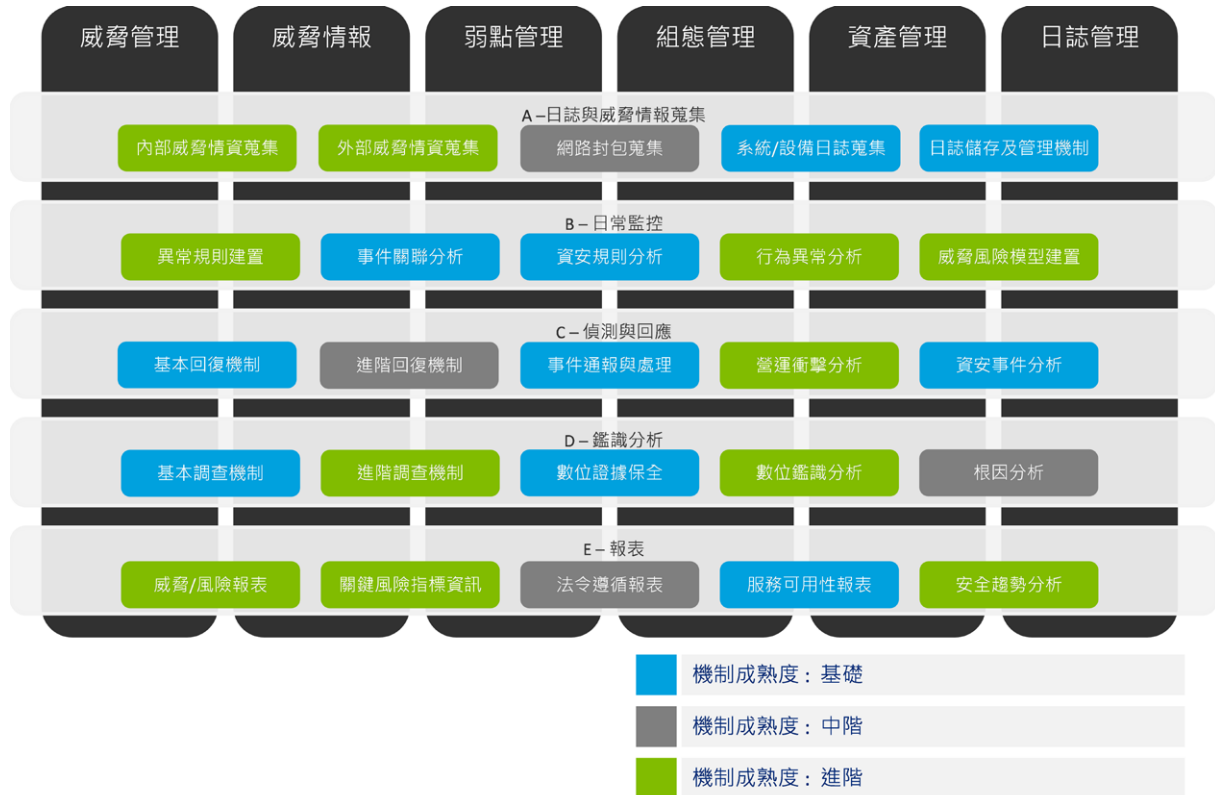 威脅管理 威脅情報 弱點管理 組態管理 資產管理 日誌管理
A –日誌與威脅情報蒐集
內部威脅情資蒐集 外部威脅情資蒐集 網路封包蒐集 系統/設備日誌蒐集 日誌儲存及管理機制
B – 日常監控
異常規則建置 事件關聯分析 資安規則分析 行為異常分析 威脅風險模型建置
C – 偵測與回應
基本回復機制 進階回復機制 事件通報與處理 營運衝擊分析 資安事件分析
D – 鑑識分析
基本調查機制 進階調查機制 數位證據保全 數位鑑識分析 根因分析
E – 報表
威脅/風險報表 關鍵風險指標資訊 法令遵循報表 服務可用性報表 安全趨勢分析
機制成熟度：基礎
機制成熟度：中階
機制成熟度：進階